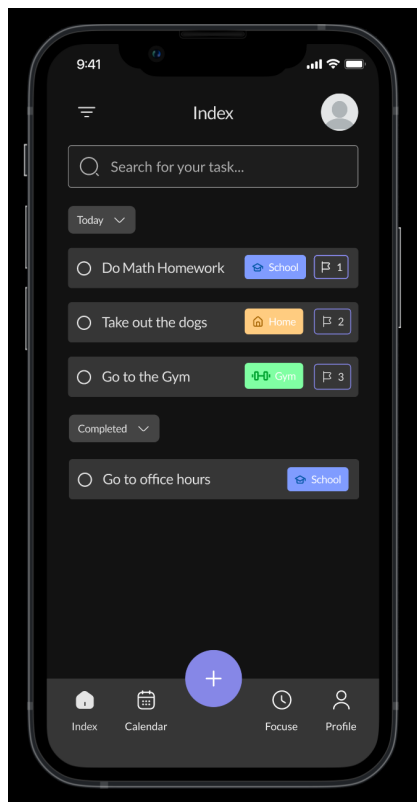 9:41
Index
Search for your task...
Today
Do Math Homework School 1
Take out the dogs Home 2
Go to the Gym Gym 3
Completed
Go to office hours School
Index Calendar Focuse Profile